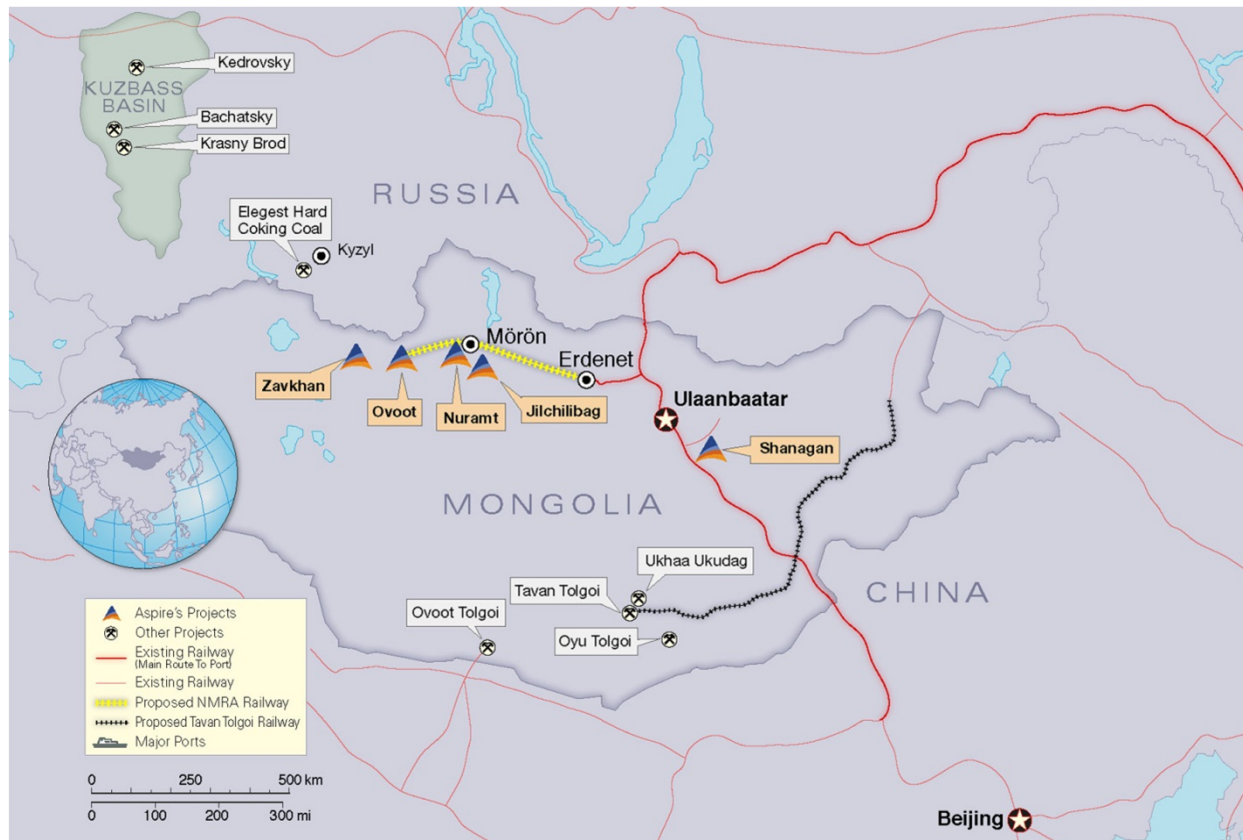 Kedrovsky
KUZBASS
BASIN
Bachatsky
Krasny Brod
RUSSIA
Elegest Hard
Coking Coal
Kyzyl
Mörön
Erdenet
Zavkhan
Ovoot
Nuramt
Jilchilibag
Ulaanbaatar
Shanagan
MONGOLIA
CHINA
Ukhaa Ukudag
Tavan Tolgoi
Ovoot Tolgoi
Oyu Tolgoi
Aspire's Projects
Other Projects
Existing Railway
(Main Route To Port)
Existing Railway
Proposed NMRA Railway
Proposed Tavan Tolgoi Railway
Major Ports
0 250 500 km
0 100 200 300 mi
Beijing